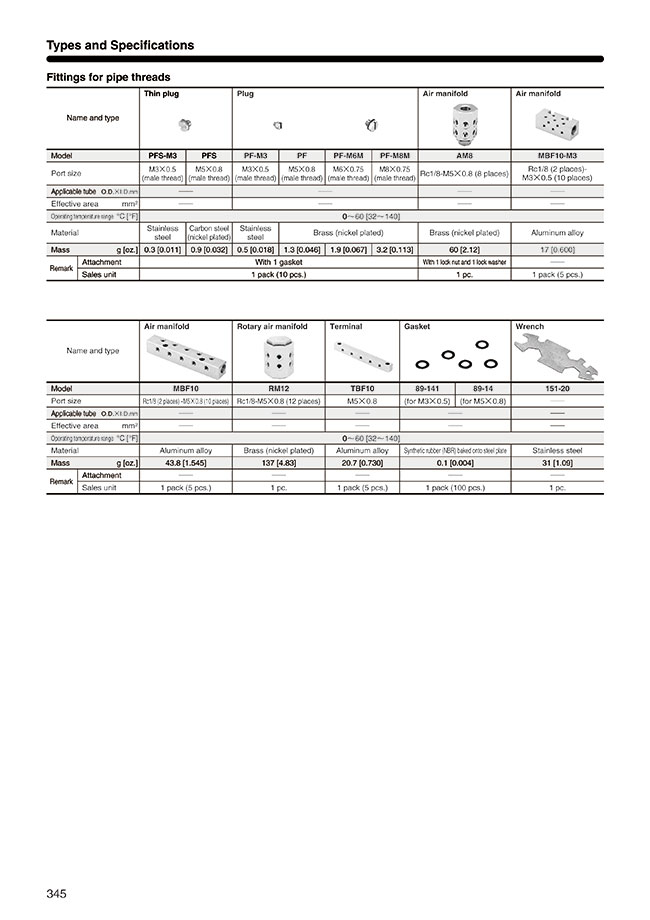 Types and Specifications
Fittings for pipe threads
Name and type Thin plug Plug Air manifold Air manifold
Model PFS-M3 PFS PF-M3 PF PF-M6M PF-M8M AM8 MBF10-M3
Port size M3×0.5 (male thread) M5×0.8 (male thread) M3×0.5 (male thread) M5×0.8 (male thread) M6×0.75 (male thread) M8×0.75 (male thread) Rc1/8-M5×0.8 (8 places) Rc1/8 (2 places)- M3×0.5 (10 places)
Applicable tube O.D.×I.D.mm — — — —
Effective area mm² — — — —
Operating temperature range °C [°F] 0～60 [32～140]
Material Stainless steel Carbon steel (nickel plated) Stainless steel Brass (nickel plated) Brass (nickel plated) Aluminum alloy
Mass g [oz.] 0.3 [0.011] 0.9 [0.032] 0.5 [0.018] 1.3 [0.046] 1.9 [0.067] 3.2 [0.113] 60 [2.12] 17 [0.600]
Remark Attachment With 1 gasket With 1 lock nut and 1 lock washer —
Sales unit 1 pack (10 pcs.) 1 pc. 1 pack (5 pcs.)
Name and type Air manifold Rotary air manifold Terminal Gasket Wrench
Model MBF10 RM12 TBF10 89-141 89-14 151-20
Port size Rc1/8 (2 places) -M5×0.8 (10 places) Rc1/8-M5×0.8 (12 places) M5×0.8 (for M3×0.5) (for M5×0.8) —
Applicable tube O.D.×I.D.mm — — — — —
Effective area mm² — — — — —
Operating temperature range °C [°F] 0～60 [32～140]
Material Aluminum alloy Brass (nickel plated) Aluminum alloy Synthetic rubber (NBR) baked onto steel plate Stainless steel
Mass g [oz.] 43.8 [1.545] 137 [4.83] 20.7 [0.730] 0.1 [0.004] 31 [1.09]
Remark Attachment — — — — —
Sales unit 1 pack (5 pcs.) 1 pc. 1 pack (5 pcs.) 1 pack (100 pcs.) 1 pc.
345